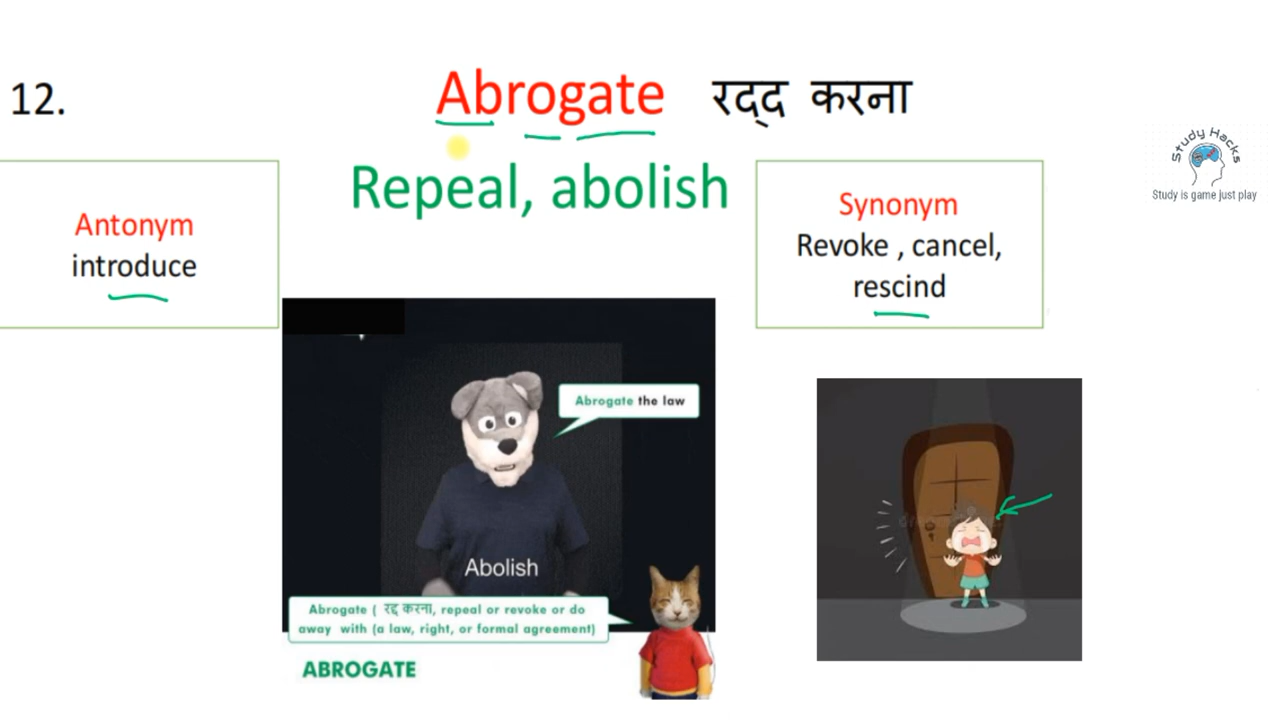 12.
Abrogate रद्द करना
Repeal, abolish
Antonym
introduce
Synonym
Revoke , cancel,
rescind
Study Hacks
Study is game just play
Abrogate the law
Abolish
Abrogate ( रद्द करना, repeal or revoke or do
away with (a law, right, or formal agreement)
ABROGATE